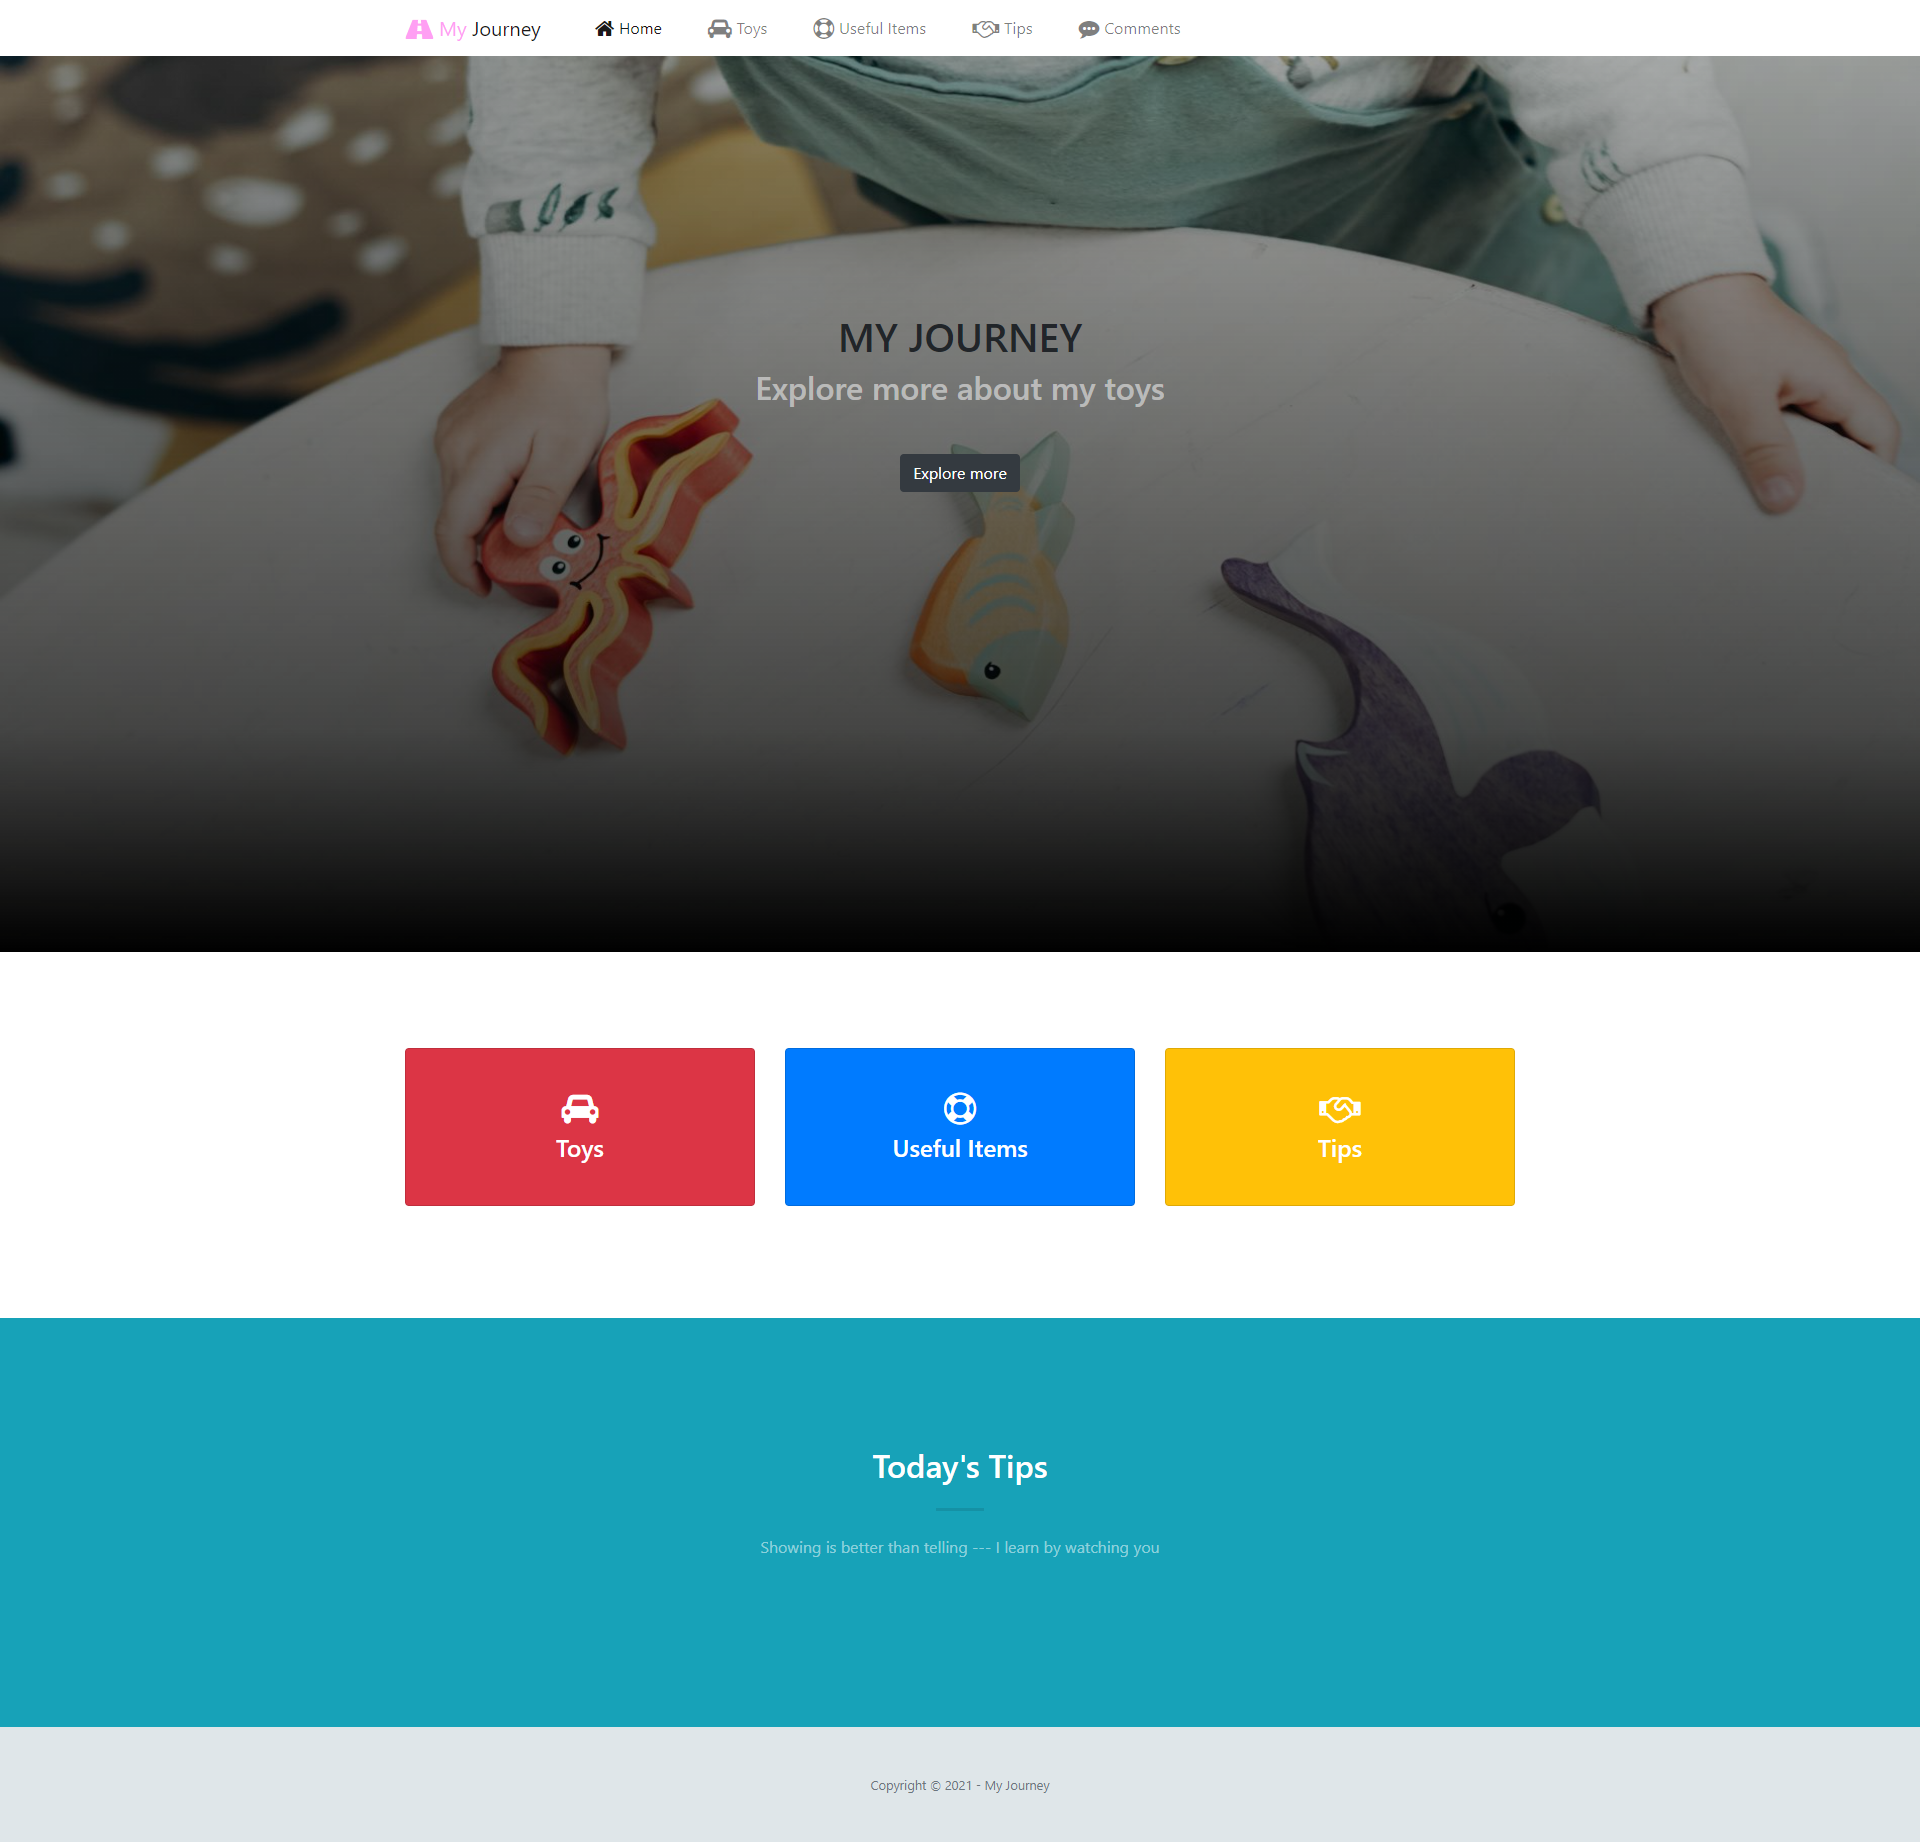 My Journey Home Toys Useful Items Tips Comments
MY JOURNEY
Explore more about my toys
Explore more
Toys
Useful Items
Tips
Today's Tips
Showing is better than telling --- I learn by watching you
Copyright © 2021 - My Journey